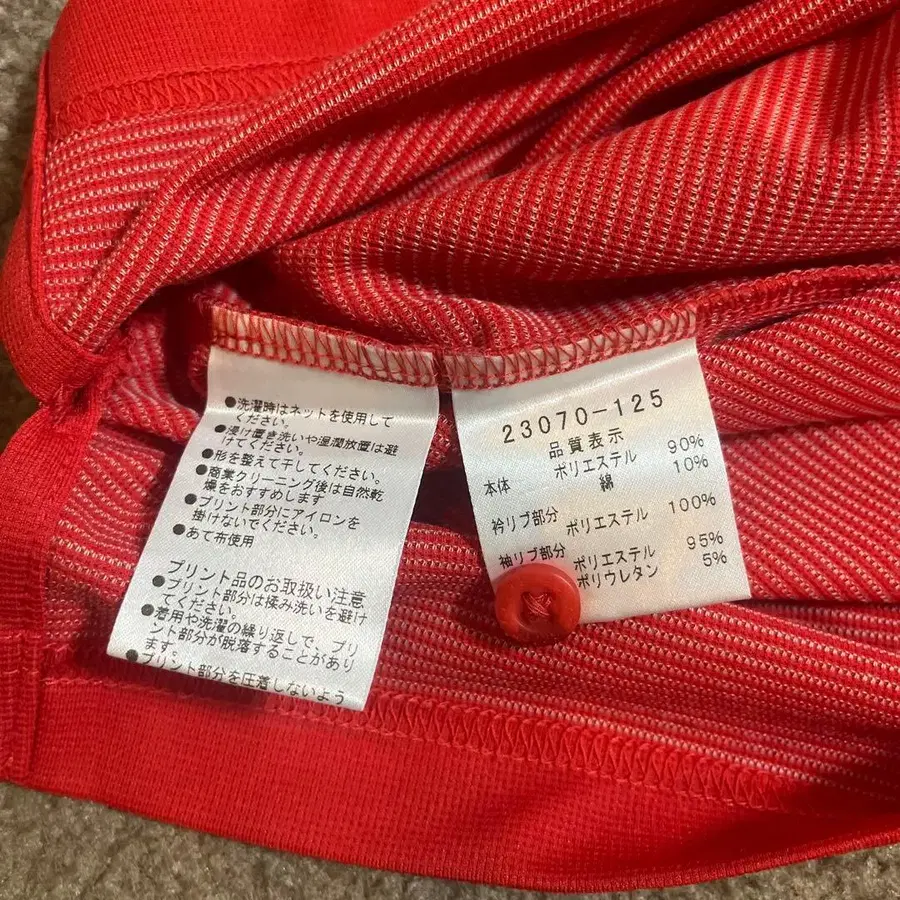 ●洗濯時はネットを使用して
ください。
●浸け置き洗いや湿潤放置は避
けてください。
●形を整えて干してください。
●商業クリーニング後は自然乾
燥をおすすめします
●プリント部分にアイロンを
掛けないでください。
●あて布使用
プリント品のお取扱い注意
●プリント部分は揉み洗いを避け
てください。
●着用や洗濯の繰り返しで、プリ
ント部分が脱落することがあり
ます。
●プリント部分を圧着しないよう
23070-125
品質表示
本体 ポリエステル 90%
綿 10%
衿リブ部分 ポリエステル 100%
袖リブ部分 ポリエステル 95%
ポリウレタン 5%